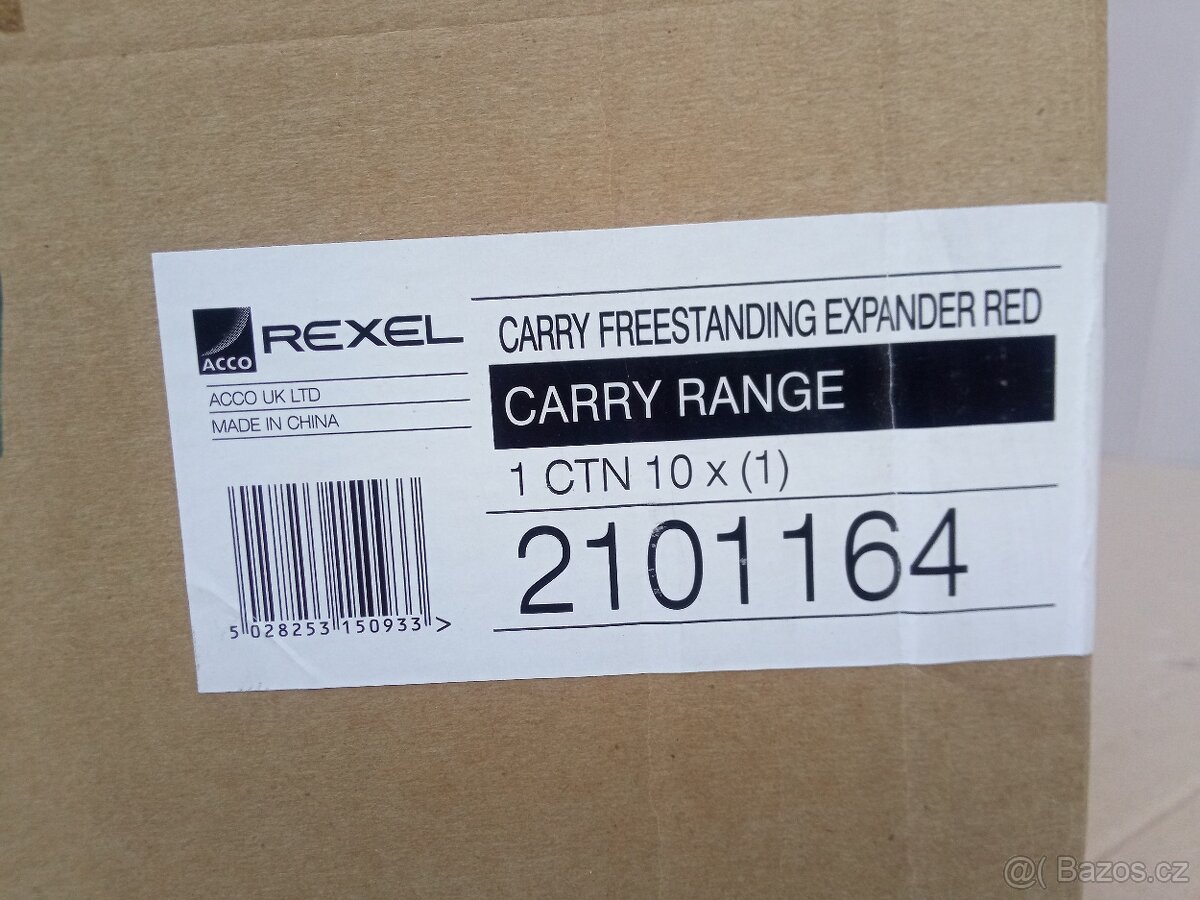 ACCO
REXEL
ACCO UK LTD
MADE IN CHINA
5 028253 150933 >
CARRY FREESTANDING EXPANDER RED
CARRY RANGE
1 CTN 10 x (1)
2101164
@( Bazos.cz